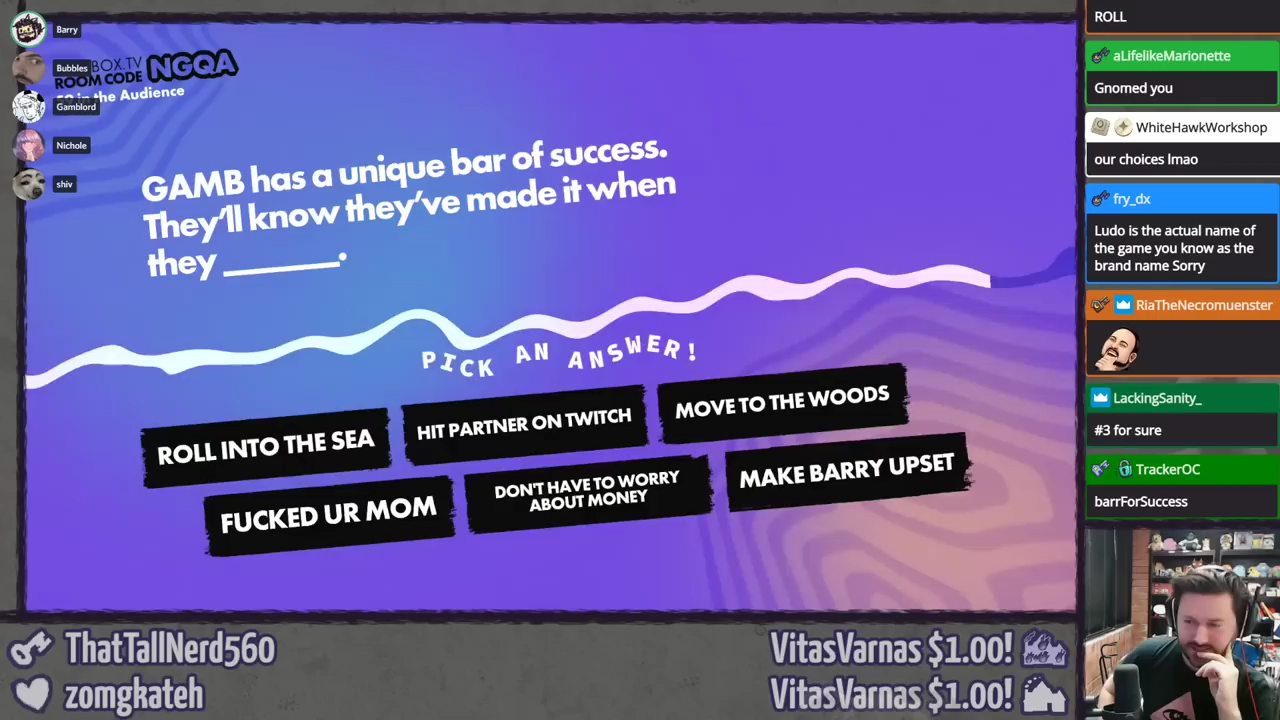 Barry
Bubbles
Gamblord
Nichole
shiv
BOX.TV
ROOM CODE NGQA
in the Audience
GAMB has a unique bar of success.
They'll know they've made it when
they ______.
PICK AN ANSWER!
ROLL INTO THE SEA
HIT PARTNER ON TWITCH
MOVE TO THE WOODS
FUCKED UR MOM
DON'T HAVE TO WORRY
ABOUT MONEY
MAKE BARRY UPSET
ROLL
aLifelikeMarionette
Gnomed you
WhiteHawkWorkshop
our choices lmao
fry_dx
Ludo is the actual name of
the game you know as the
brand name Sorry
RiaTheNecromuenster
LackingSanity_
#3 for sure
TrackerOC
barrForSuccess
ThatTallNerd560
zomgkateh
VitasVarnas $1.00!
VitasVarnas $1.00!